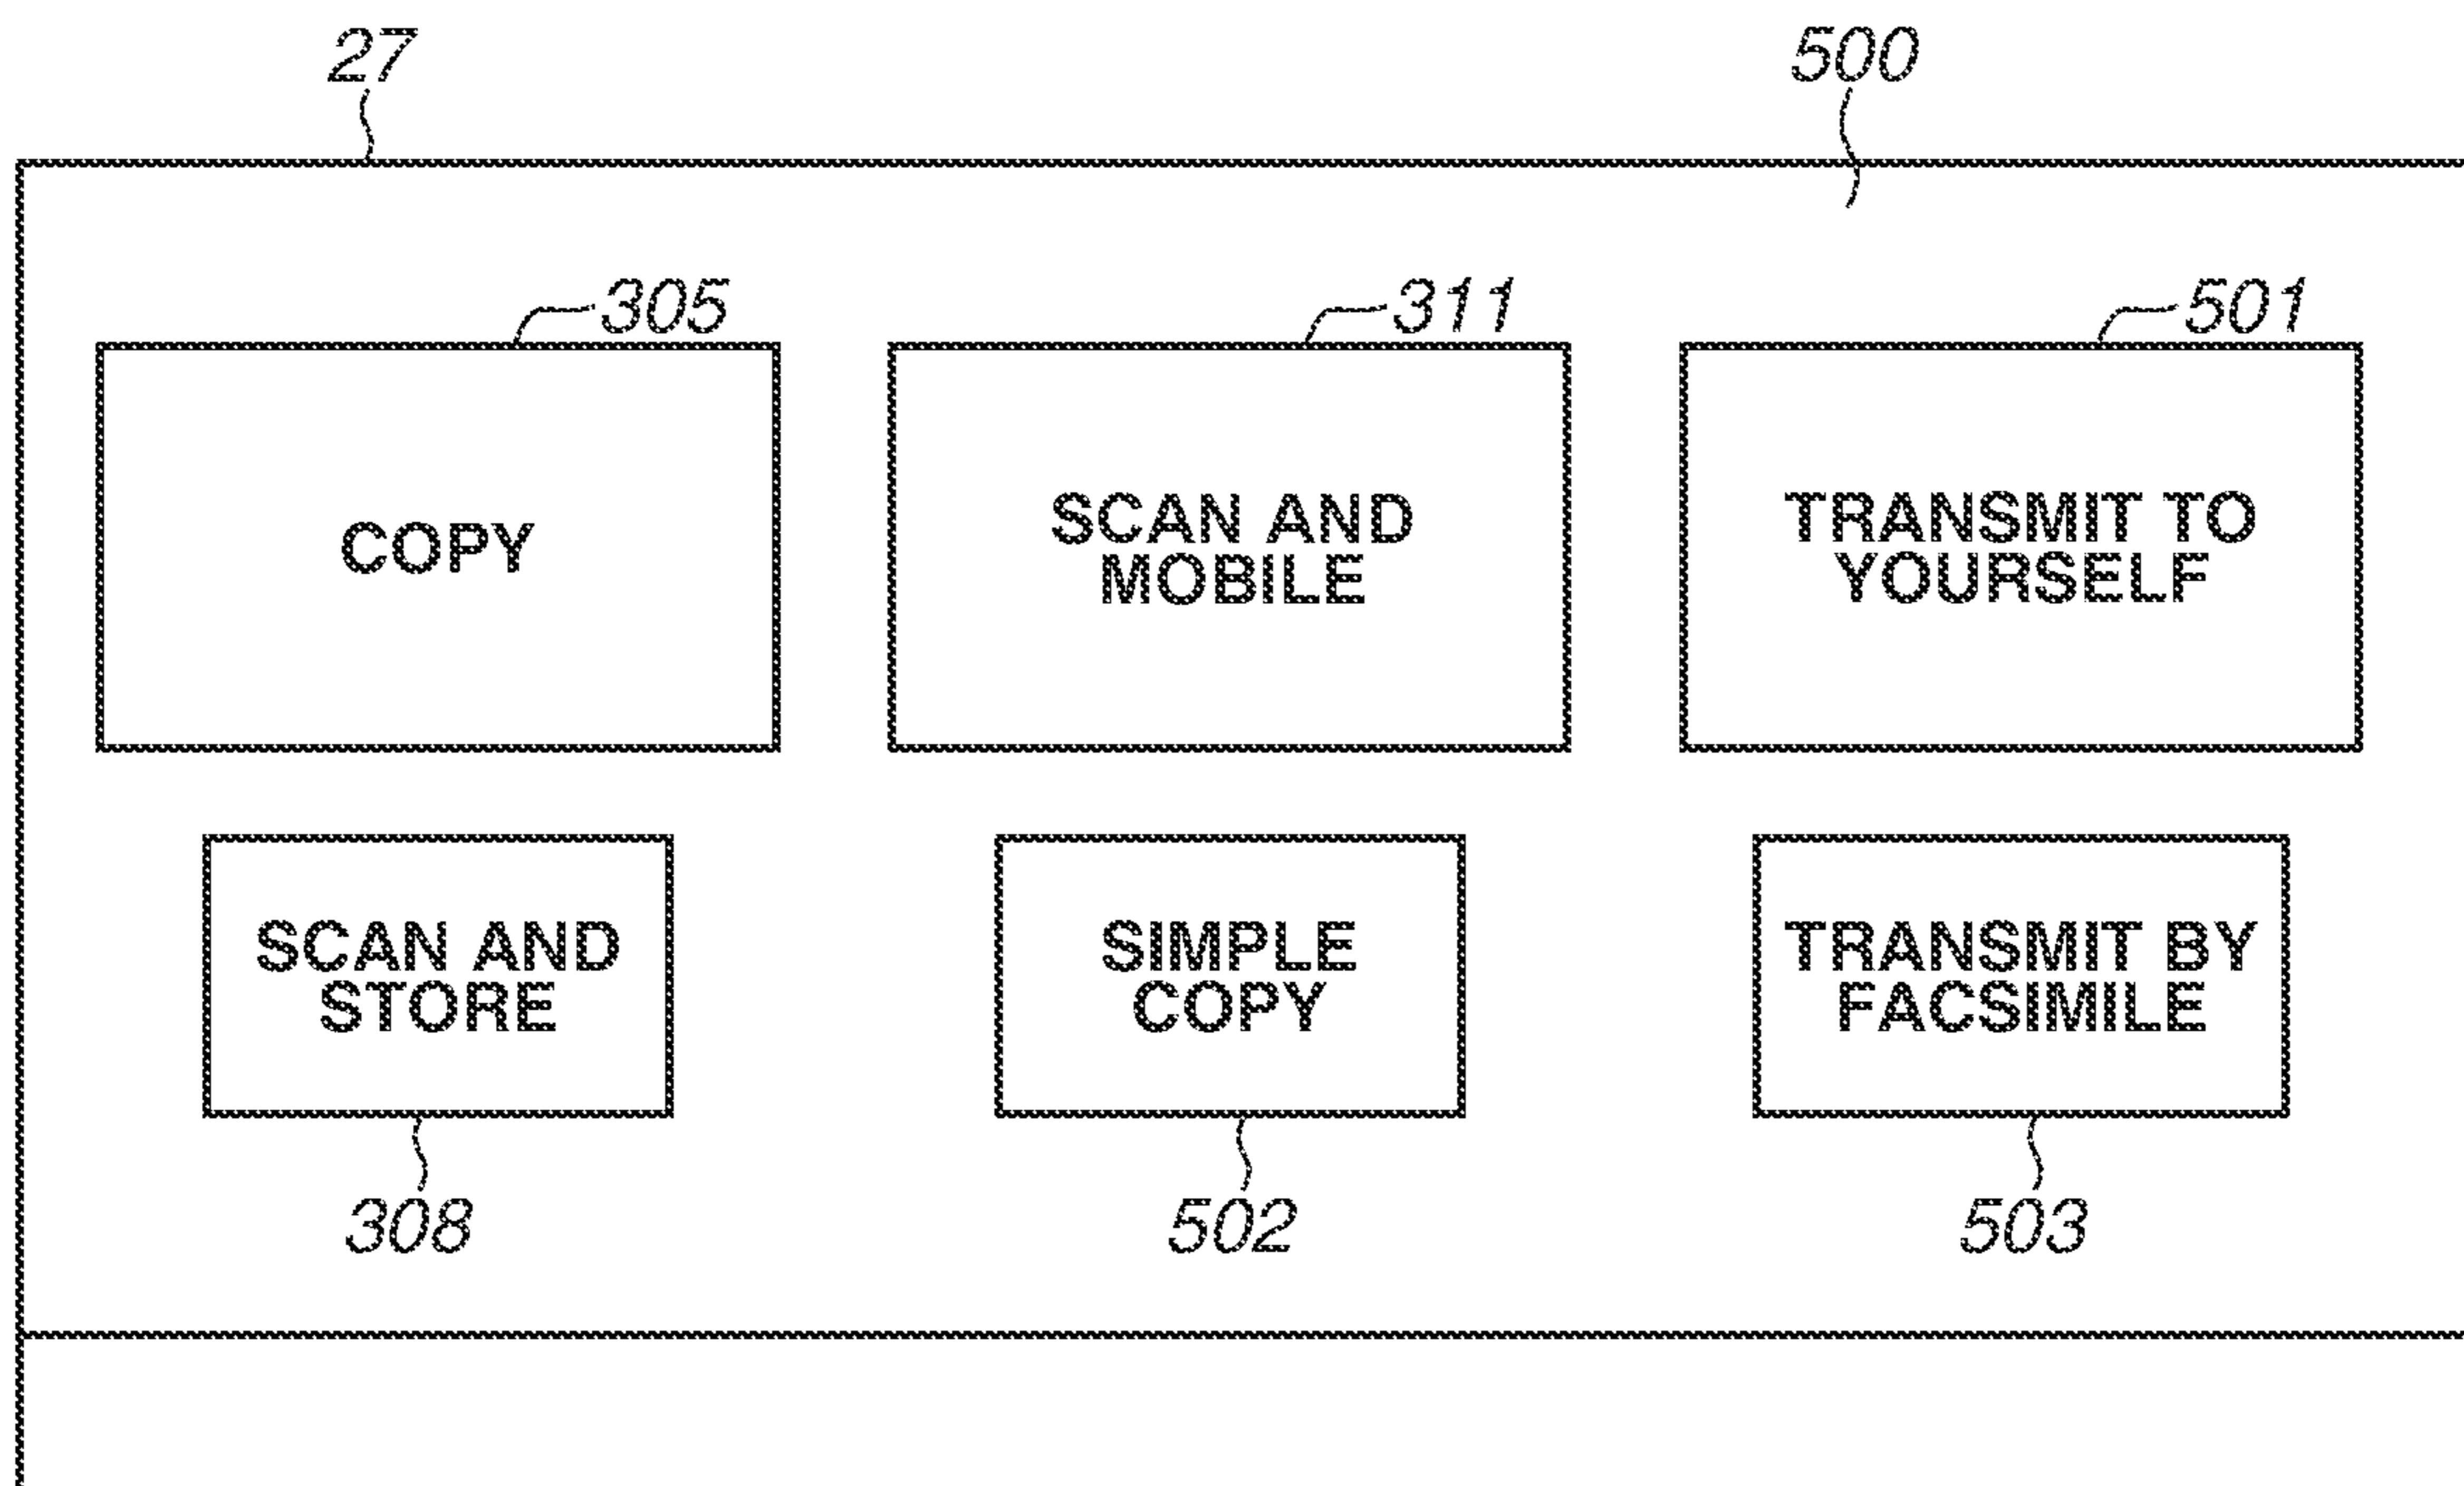 27
500
305
311
501
COPY
SCAN AND
MOBILE
TRANSMIT TO
YOURSELF
SCAN AND
STORE
SIMPLE
COPY
TRANSMIT BY
FACSIMILE
308
502
503